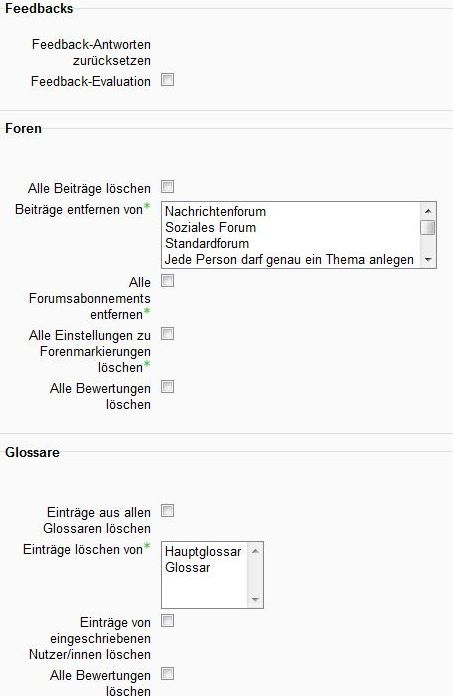 Feedbacks
Feedback-Antworten
zurücksetzen
Feedback-Evaluation
Foren
Alle Beiträge löschen
Beiträge entfernen von*
Nachrichtenforum
Soziales Forum
Standardforum
Jede Person darf genau ein Thema anlegen
Alle
Forumsabonnements
entfernen*
Alle Einstellungen zu
Forenmarkierungen
löschen*
Alle Bewertungen
löschen
Glossare
Einträge aus allen
Glossaren löschen
Einträge löschen von*
Hauptglossar
Glossar
Einträge von
eingeschriebenen
Nutzer/innen löschen
Alle Bewertungen
löschen